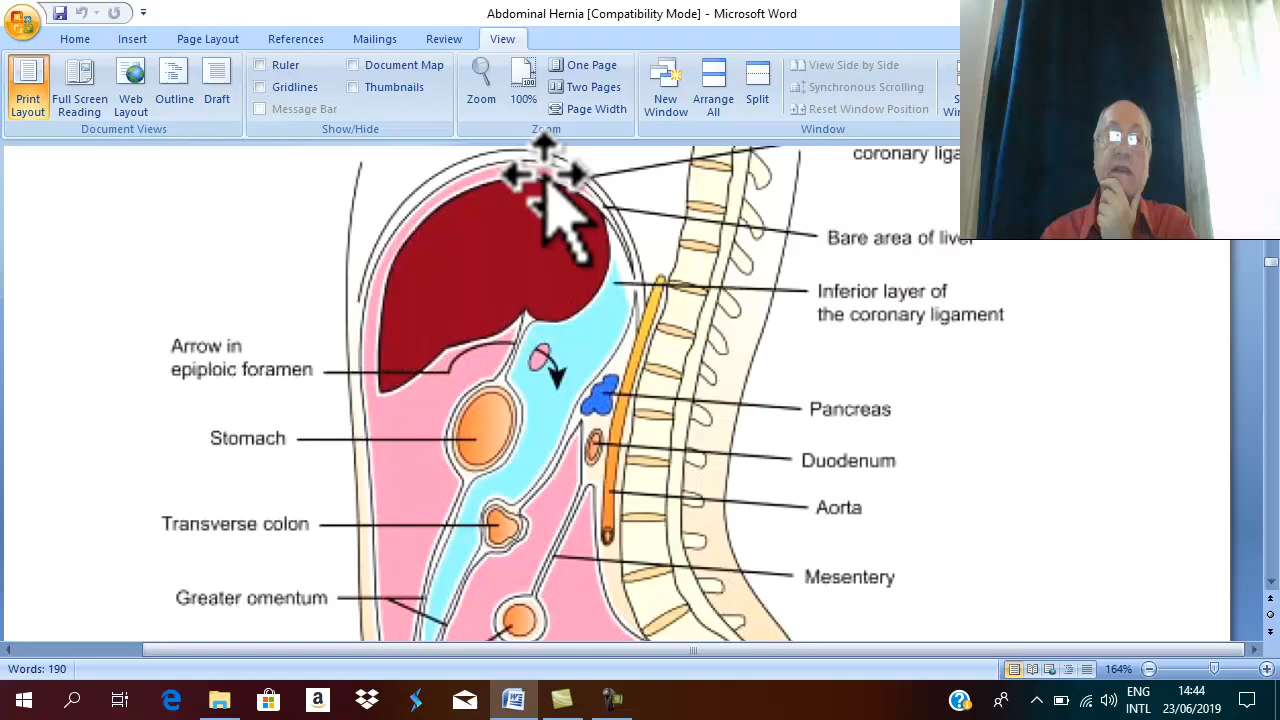 Abdominal Hernia [Compatibility Mode] - Microsoft Word
Home Insert Page Layout References Mailings Review View
Print Layout
Full Screen Reading
Web Layout
Outline
Draft
Document Views
Ruler
Gridlines
Message Bar
Document Map
Thumbnails
Show/Hide
Zoom
100%
One Page
Two Pages
Page Width
Zoom
New Window
Arrange All
Split
View Side by Side
Synchronous Scrolling
Reset Window Position
Window
coronary liga
Bare area of liver
Inferior layer of
the coronary ligament
Arrow in
epiploic foramen
Pancreas
Stomach
Duodenum
Aorta
Transverse colon
Mesentery
Greater omentum
Words: 190
164%
ENG
INTL
14:44
23/06/2019